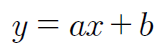 y = ax + b